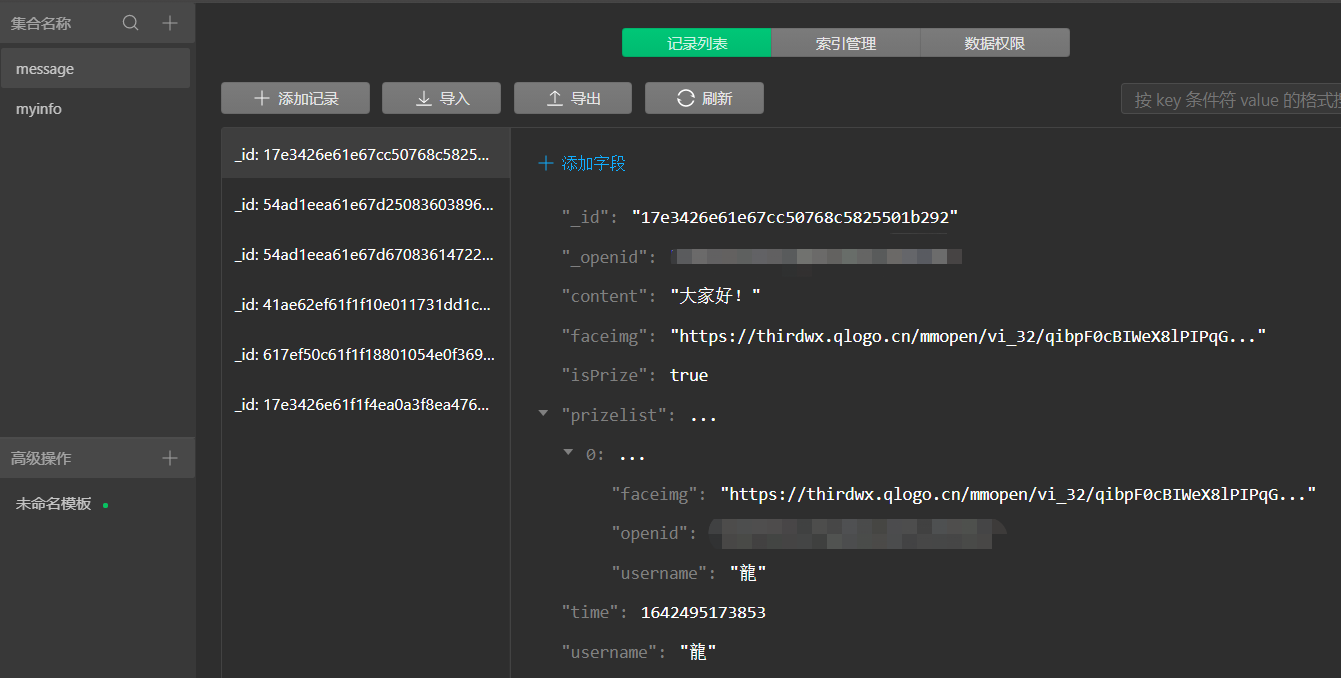 集合名称
message
myinfo
高级操作
未命名模板
记录列表 索引管理 数据权限
添加记录 导入 导出 刷新
按 key 条件符 value 的格式
_id: 17e3426e61e67cc50768c5825...
_id: 54ad1eea61e67d25083603896...
_id: 54ad1eea61e67d67083614722...
_id: 41ae62ef61f1f10e011731dd1c...
_id: 617ef50c61f1f18801054e0f369...
_id: 17e3426e61f1f4ea0a3f8ea476...
添加字段
"_id": "17e3426e61e67cc50768c5825501b292"
"_openid":
"content": "大家好！"
"faceimg": "https://thirdwx.qlogo.cn/mmopen/vi_32/qibpF0cBIWeX8lPIPqG..."
"isPrize": true
"prizelist": ...
0: ...
"faceimg": "https://thirdwx.qlogo.cn/mmopen/vi_32/qibpF0cBIWeX8lPIPqG..."
"openid":
"username": "龍"
"time": 1642495173853
"username": "龍"